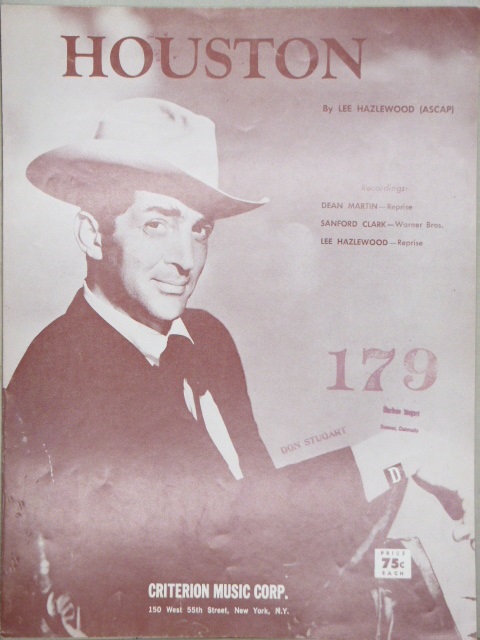 HOUSTON
By LEE HAZLEWOOD (ASCAP)
Recordings:
DEAN MARTIN—Reprise
SANFORD CLARK—Warner Bros.
LEE HAZLEWOOD—Reprise
179
DON STUGART
D
PRICE
75c
EACH
CRITERION MUSIC CORP.
150 West 55th Street, New York, N.Y.